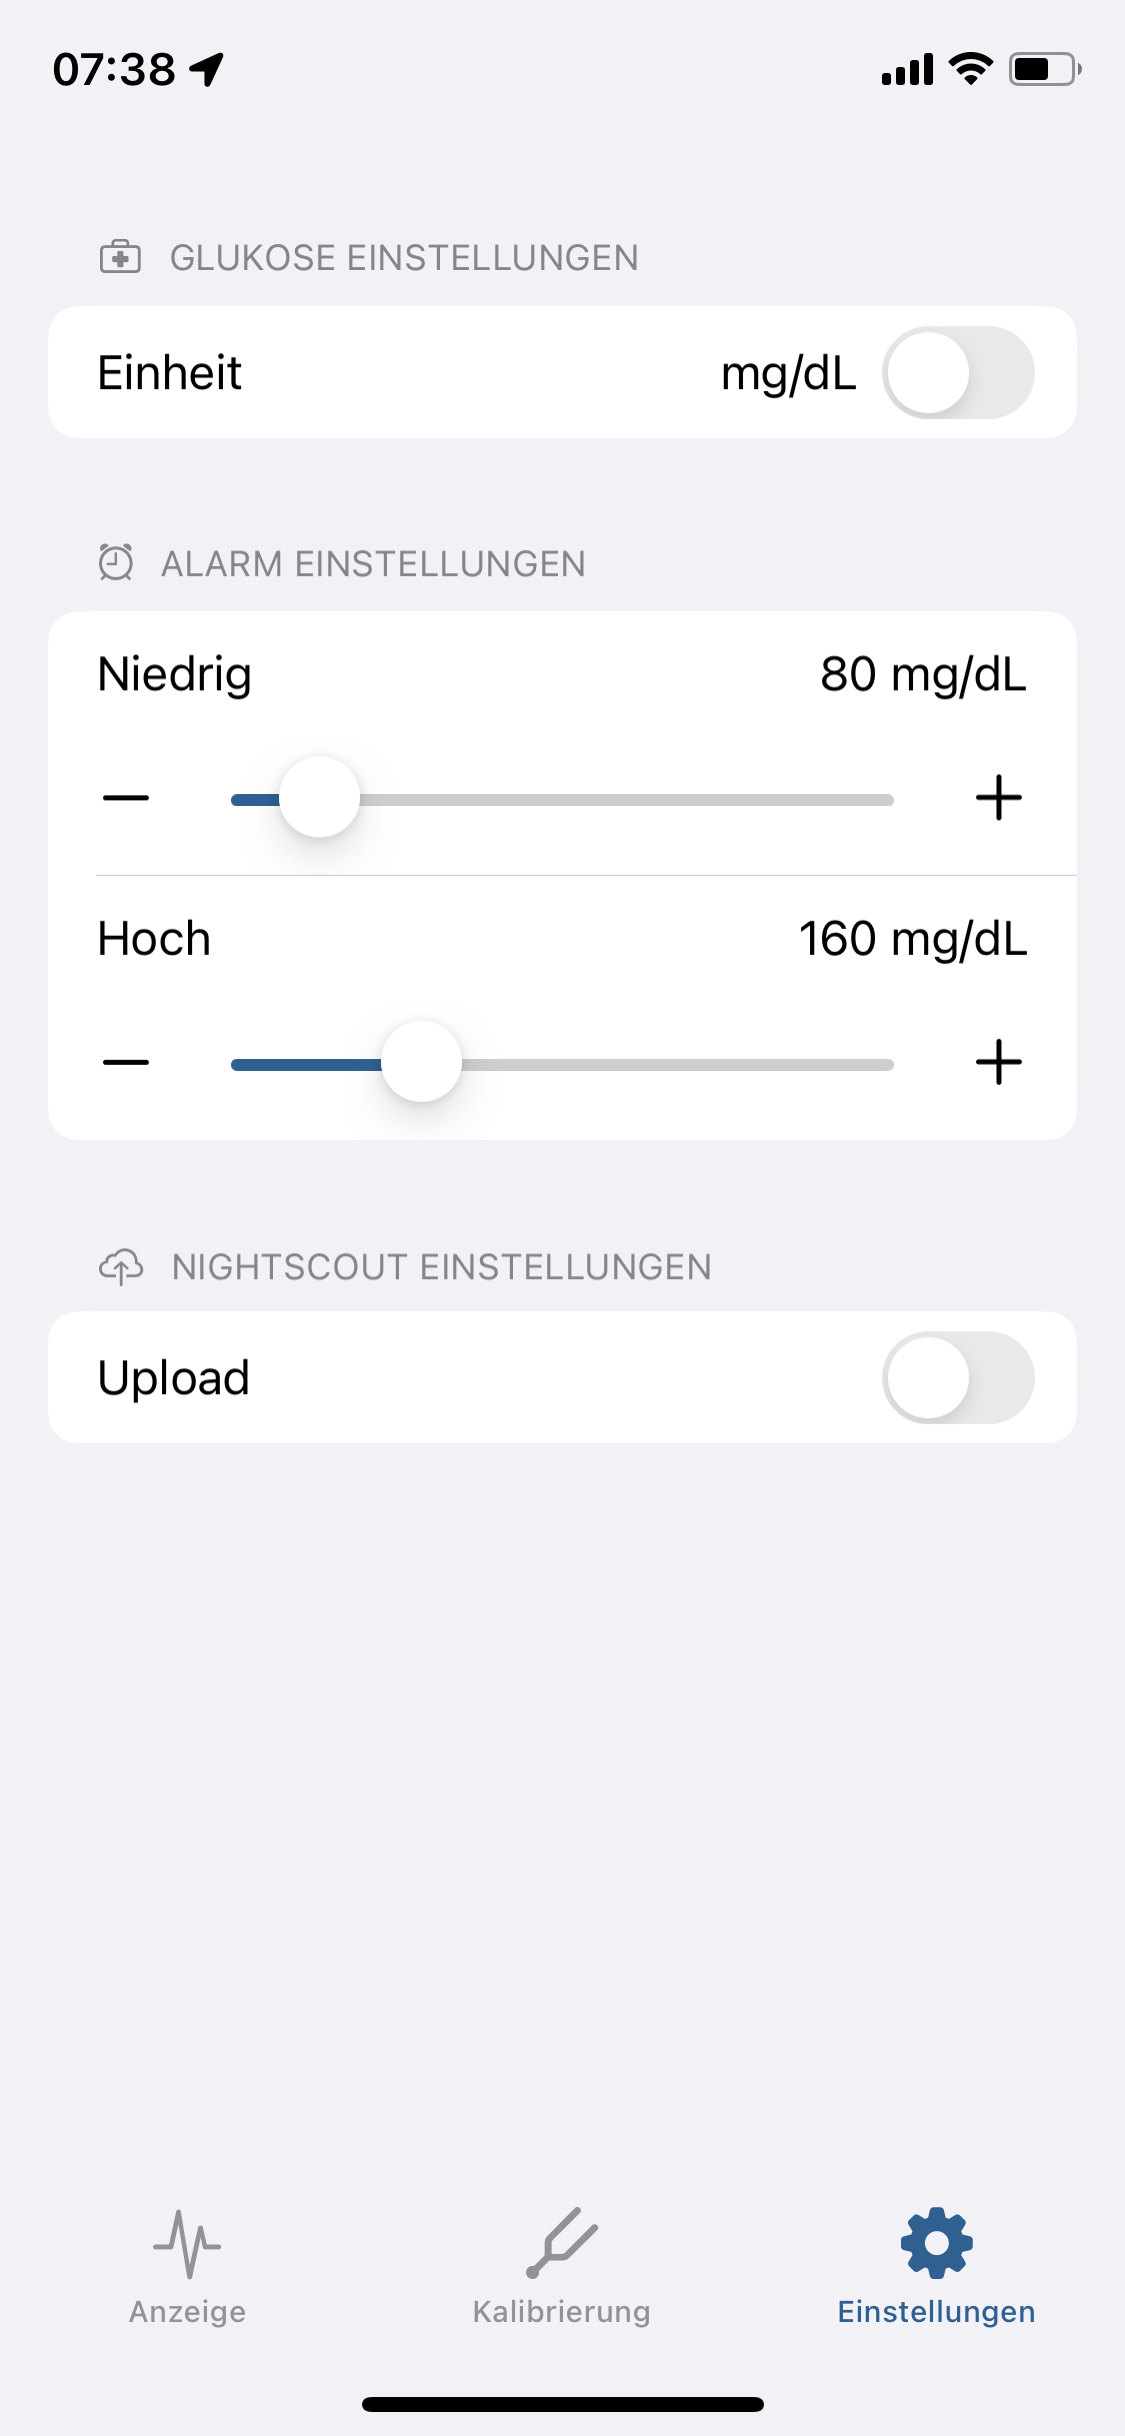 07:38
GLUKOSE EINSTELLUNGEN
Einheit mg/dL
ALARM EINSTELLUNGEN
Niedrig 80 mg/dL
Hoch 160 mg/dL
NIGHTSCOUT EINSTELLUNGEN
Upload
Anzeige Kalibrierung Einstellungen